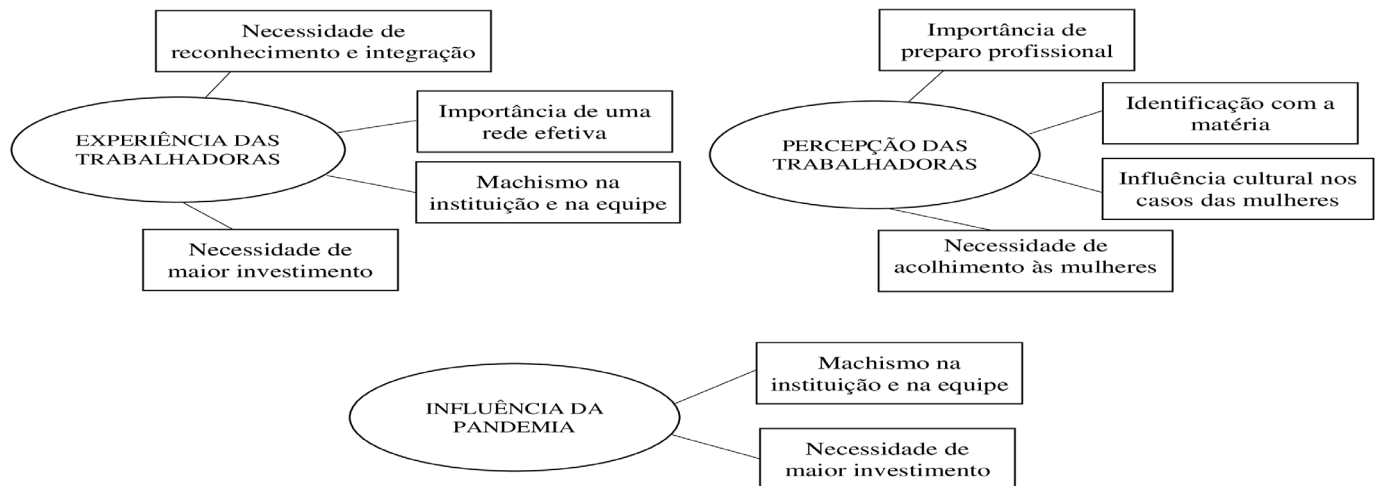 Necessidade de
reconhecimento e integração
EXPERIÊNCIA DAS
TRABALHADORAS
Importância de uma
rede efetiva
Machismo na
instituição e na equipe
Necessidade de
maior investimento
Importância de
preparo profissional
PERCEPÇÃO DAS
TRABALHADORAS
Identificação com a
matéria
Influência cultural nos
casos das mulheres
Necessidade de
acolhimento às mulheres
INFLUÊNCIA DA
PANDEMIA
Machismo na
instituição e na equipe
Necessidade de
maior investimento